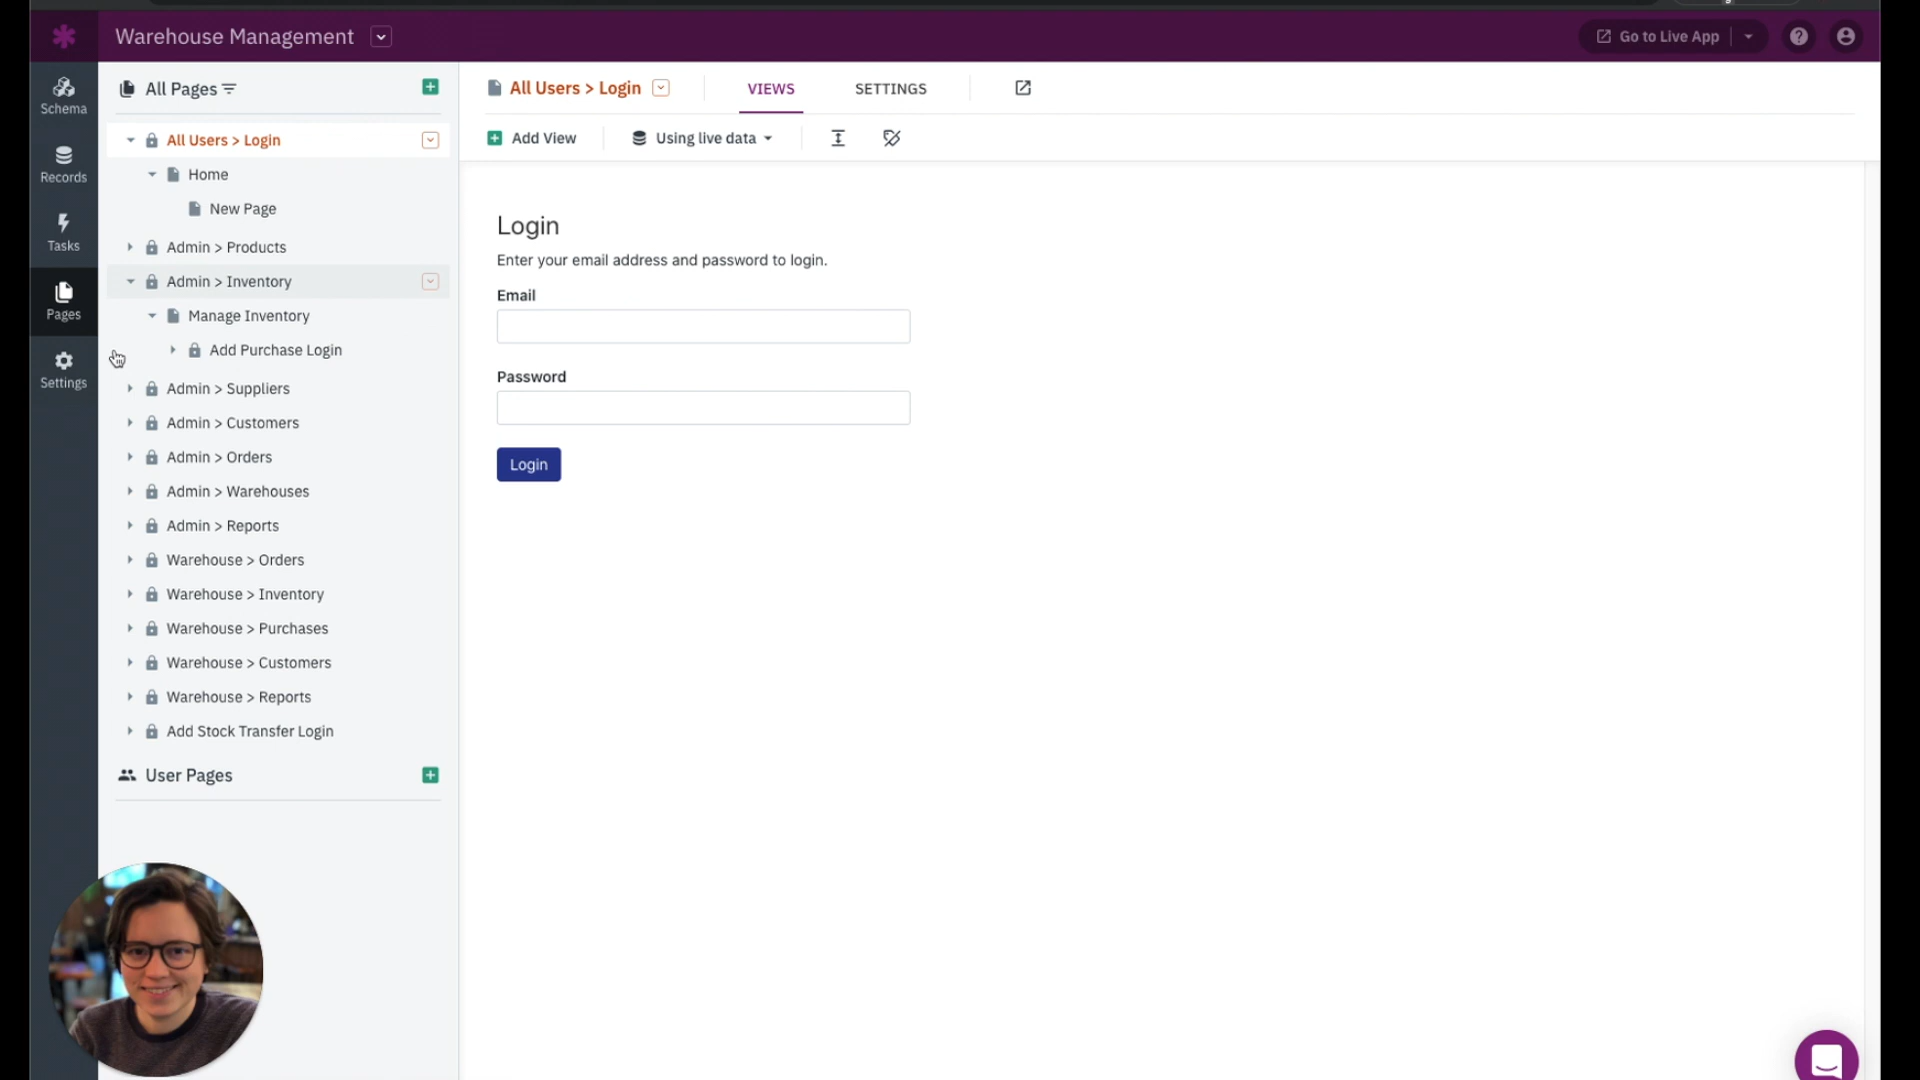 Warehouse Management
Go to Live App
Schema
Records
Tasks
Pages
Settings
All Pages
All Users > Login
Home
New Page
Admin > Products
Admin > Inventory
Manage Inventory
Add Purchase Login
Admin > Suppliers
Admin > Customers
Admin > Orders
Admin > Warehouses
Admin > Reports
Warehouse > Orders
Warehouse > Inventory
Warehouse > Purchases
Warehouse > Customers
Warehouse > Reports
Add Stock Transfer Login
User Pages
All Users > Login
VIEWS
SETTINGS
Add View
Using live data
Login
Enter your email address and password to login.
Email
Password
Login